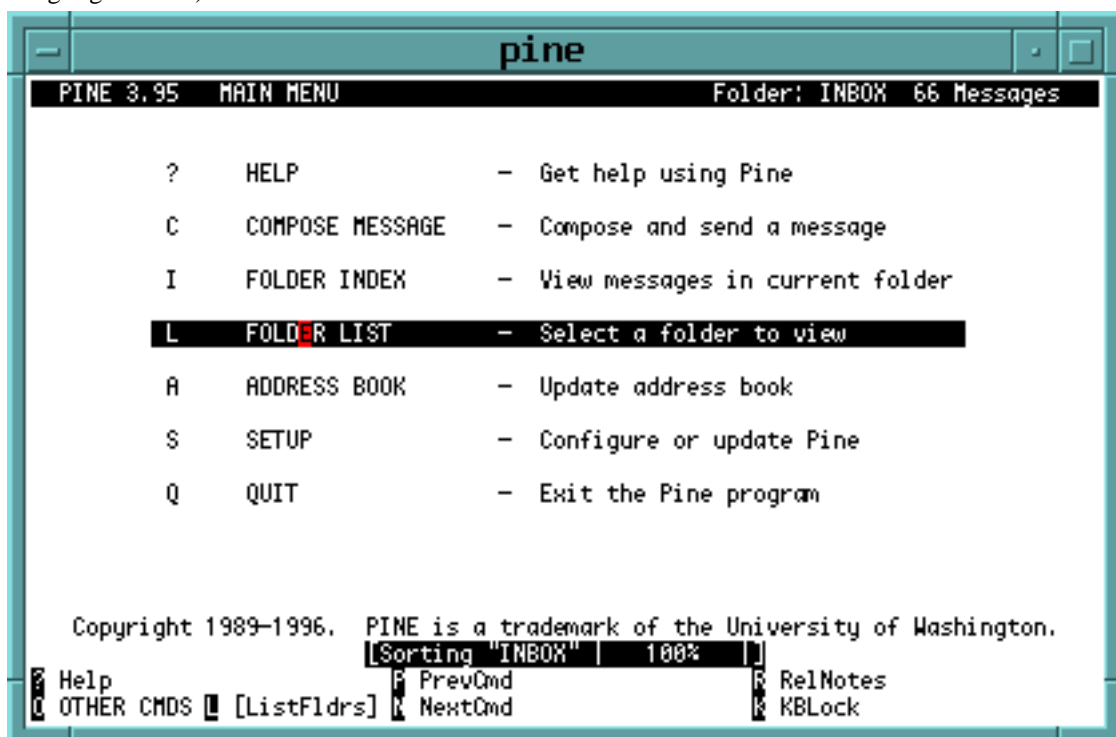 pine
PINE 3.95 MAIN MENU Folder: INBOX 66 Messages
? HELP - Get help using Pine
C COMPOSE MESSAGE - Compose and send a message
I FOLDER INDEX - View messages in current folder
L FOLDER LIST - Select a folder to view
A ADDRESS BOOK - Update address book
S SETUP - Configure or update Pine
Q QUIT - Exit the Pine program
Copyright 1989-1996. PINE is a trademark of the University of Washington.
[Sorting "INBOX" | 100% |]
? Help P PrevCmd R RelNotes
O OTHER CMDS L [ListFldrs] N NextCmd K KBLock